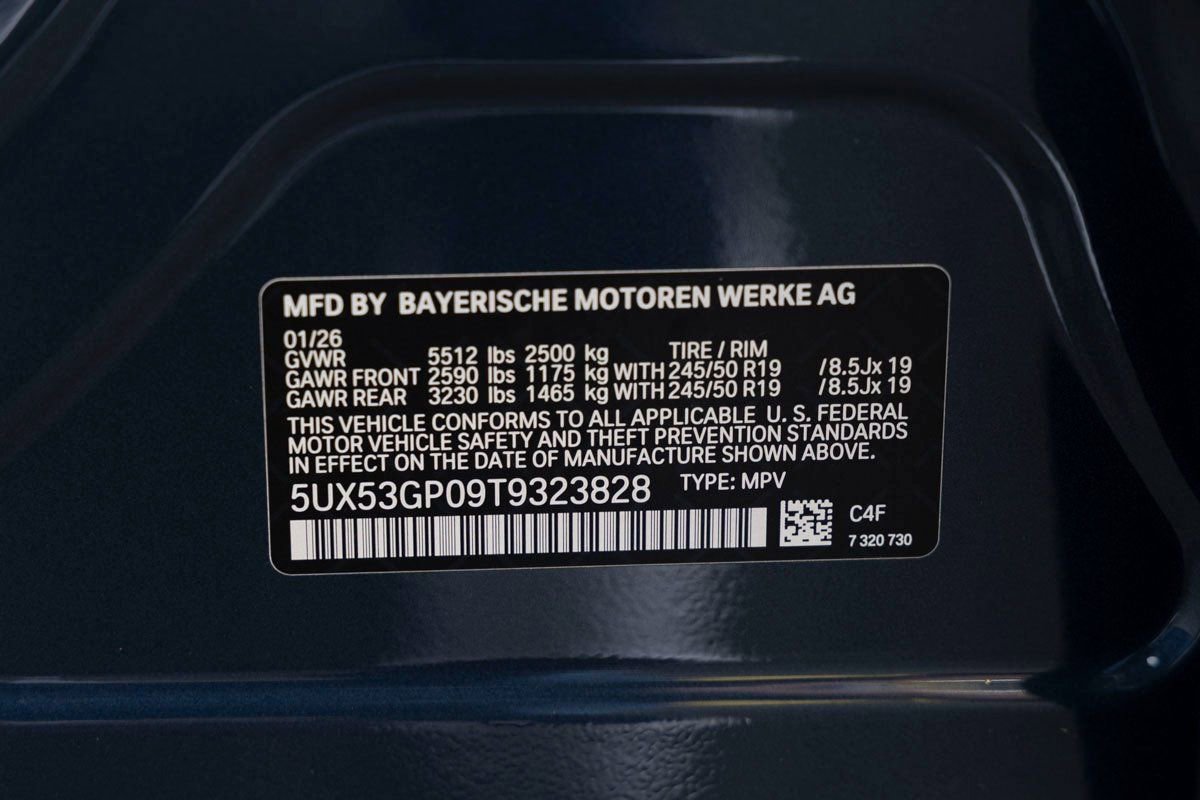 MFD BY BAYERISCHE MOTOREN WERKE AG
01/26
GVWR 5512 lbs 2500 kg TIRE / RIM
GAWR FRONT 2590 lbs 1175 kg WITH 245/50 R19 /8.5Jx 19
GAWR REAR 3230 lbs 1465 kg WITH 245/50 R19 /8.5Jx 19
THIS VEHICLE CONFORMS TO ALL APPLICABLE U. S. FEDERAL
MOTOR VEHICLE SAFETY AND THEFT PREVENTION STANDARDS
IN EFFECT ON THE DATE OF MANUFACTURE SHOWN ABOVE.
5UX53GP09T9323828 TYPE: MPV
C4F
7 320 730